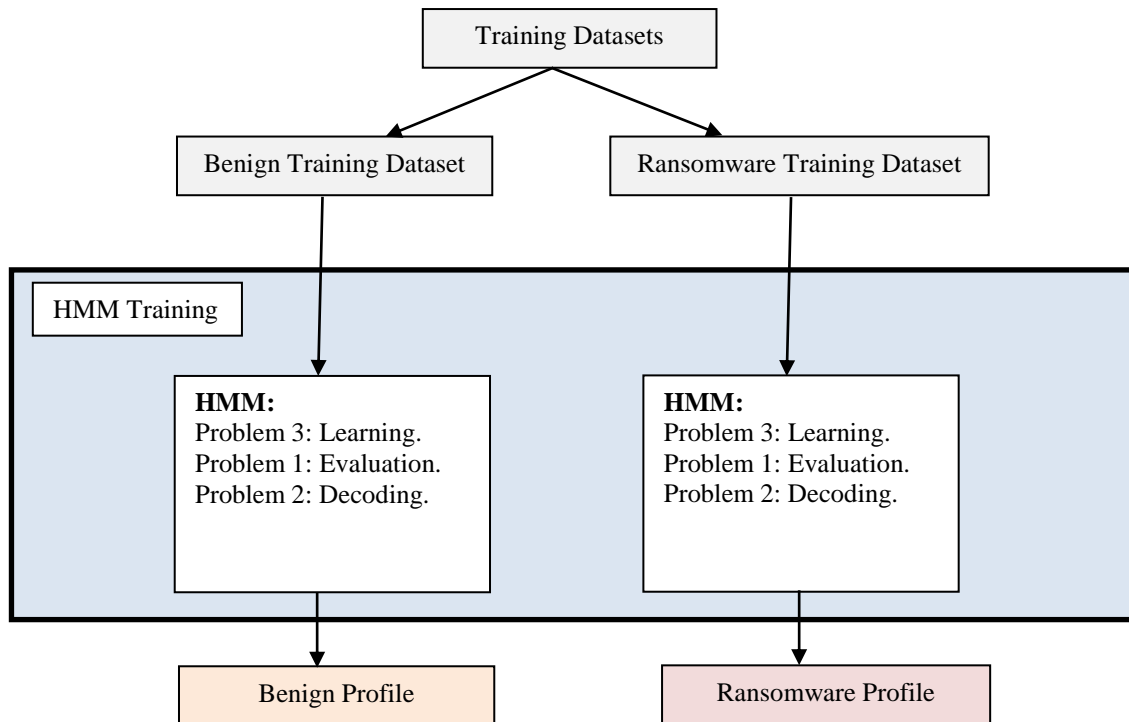 Training Datasets
Benign Training Dataset
Ransomware Training Dataset
HMM Training
HMM:
Problem 3: Learning.
Problem 1: Evaluation.
Problem 2: Decoding.
HMM:
Problem 3: Learning.
Problem 1: Evaluation.
Problem 2: Decoding.
Benign Profile
Ransomware Profile